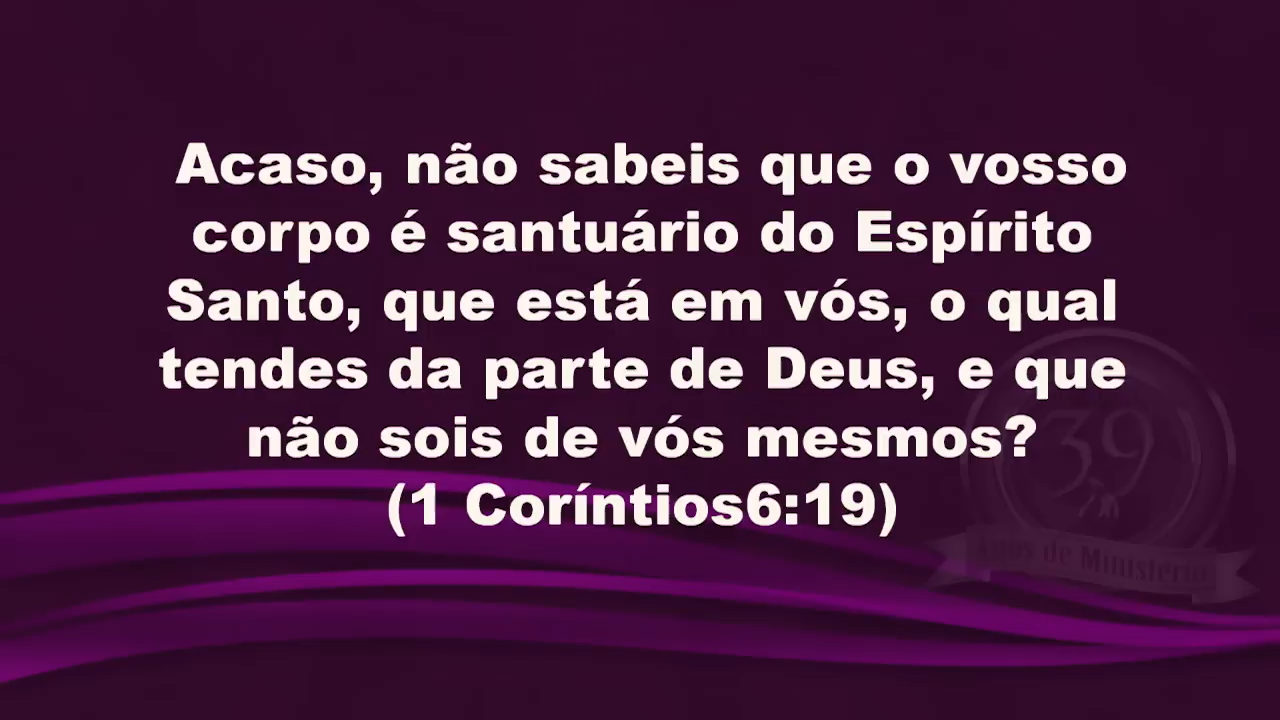 Acaso, não sabeis que o vosso
corpo é santuário do Espírito
Santo, que está em vós, o qual
tendes da parte de Deus, e que
não sois de vós mesmos?
(1 Coríntios6:19)
39
Anos de Ministério